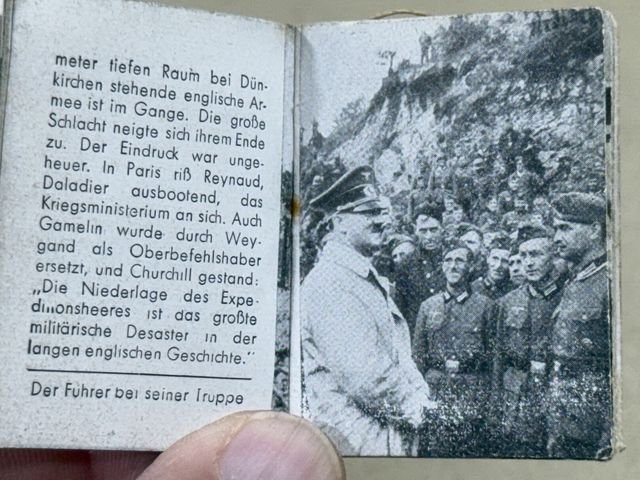 meter tiefen Raum bei Dün-
kirchen stehende englische Ar-
mee ist im Gange. Die große
Schlacht neigte sich ihrem Ende
zu. Der Eindruck war unge-
heuer. In Paris riß Reynaud,
Daladier ausbootend, das
Kriegsministerium an sich. Auch
Gamelin wurde durch Wey-
gand als Oberbefehlshaber
ersetzt, und Churchill gestand:
„Die Niederlage des Expe-
ditionsheeres ist das größte
militärische Desaster in der
langen englischen Geschichte."
Der Führer bei seiner Truppe